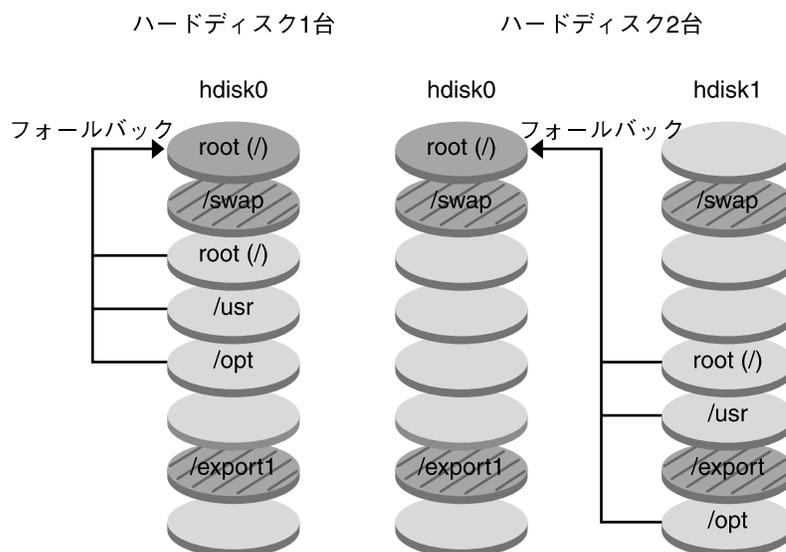 ハードディスク1台
ハードディスク2台
hdisk0
hdisk0
hdisk1
フォールバック
フォールバック
root (/)
root (/)
/swap
/swap
/swap
root (/)
/usr
/opt
root (/)
/usr
/export1
/export1
/export
/opt